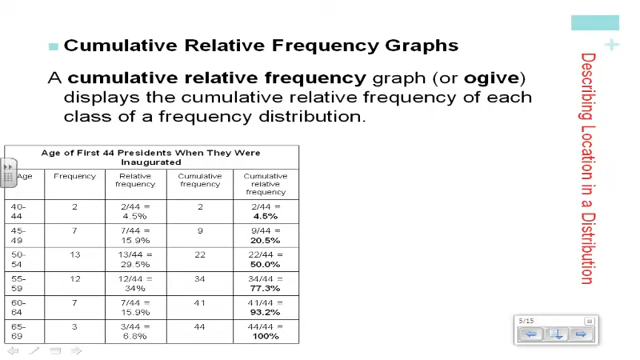 Cumulative Relative Frequency Graphs
A cumulative relative frequency graph (or ogive)
displays the cumulative relative frequency of each
class of a frequency distribution.
Age of First 44 Presidents When They Were
Inaugurated
Age Frequency Relative frequency Cumulative frequency Cumulative relative frequency
40-44 2 2/44 = 4.5% 2 2/44 = 4.5%
45-49 7 7/44 = 15.9% 9 9/44 = 20.5%
50-54 13 13/44 = 29.5% 22 22/44 = 50.0%
55-59 12 12/44 = 34% 34 34/44 = 77.3%
60-64 7 7/44 = 15.9% 41 41/44 = 93.2%
65-69 3 3/44 = 6.8% 44 44/44 = 100%
+
Describing Location in a Distribution
5/15